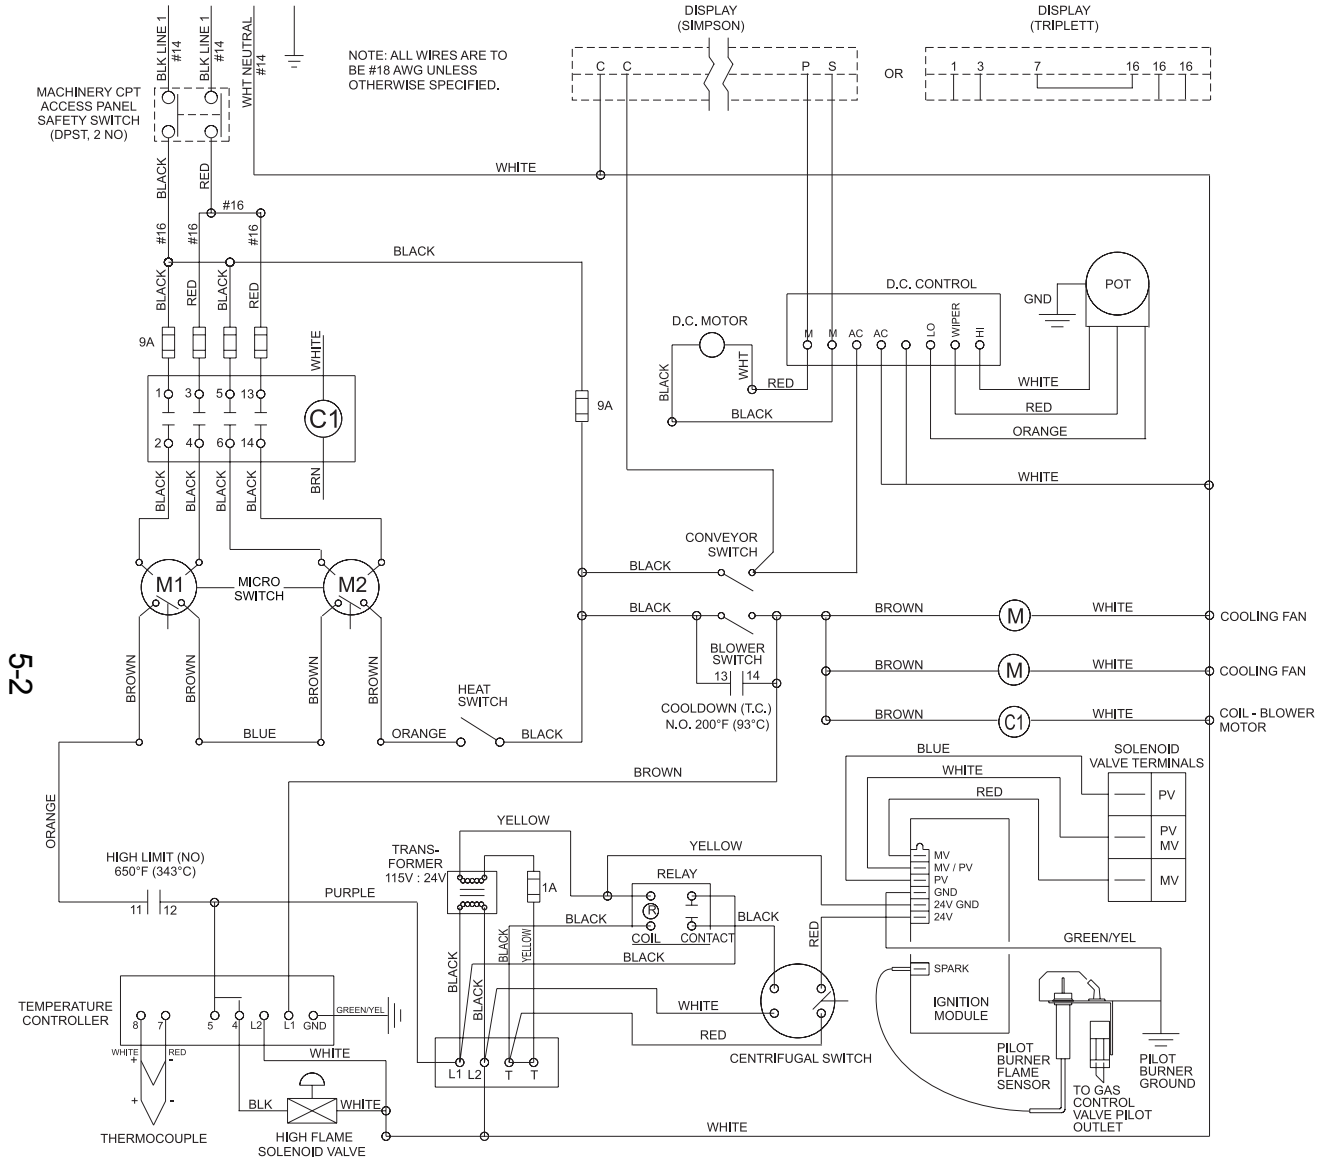 BLK LINE 1
#14
BLK LINE 1
#14
WHT NEUTRAL
#14
NOTE: ALL WIRES ARE TO
BE #18 AWG UNLESS
OTHERWISE SPECIFIED.
DISPLAY
(SIMPSON)
C C P S
OR
DISPLAY
(TRIPLETT)
1 3 7 16 16 16
MACHINERY CPT
ACCESS PANEL
SAFETY SWITCH
(DPST, 2 NO)
BLACK
RED
WHITE
#16
#16
#16
#16
BLACK
BLACK
RED
BLACK
RED
9A
WHITE
1 3 5 13
C1
2 4 6 14
BLACK
BLACK
BLACK
BLACK
BRN
9A
D.C. MOTOR
BLACK
WHT
RED
BLACK
D.C. CONTROL
M M AC AC LO WIPER HI
GND
POT
WHITE
RED
ORANGE
WHITE
CONVEYOR
SWITCH
BLACK
M1
MICRO
SWITCH
M2
BLACK
BLOWER
SWITCH
13 14
COOLDOWN (T.C.)
N.O. 200°F (93°C)
BROWN
M
WHITE
COOLING FAN
BROWN
M
WHITE
COOLING FAN
BROWN
C1
WHITE
COIL - BLOWER
MOTOR
5-2
BROWN
BROWN
BROWN
BROWN
HEAT
SWITCH
BLUE
ORANGE
BLACK
BROWN
ORANGE
HIGH LIMIT (NO)
650°F (343°C)
11 12
PURPLE
TRANS-
FORMER
115V : 24V
YELLOW
1A
YELLOW
RELAY
R
COIL
CONTACT
BLACK
BLACK
BLACK
BLACK
YELLOW
BLACK
BLACK
RED
WHITE
RED
CENTRIFUGAL SWITCH
BLUE
WHITE
RED
SOLENOID
VALVE TERMINALS
PV
PV
MV
MV
MV
MV / PV
PV
GND
24V GND
24V
SPARK
IGNITION
MODULE
GREEN/YEL
PILOT
BURNER
FLAME
SENSOR
TO GAS
CONTROL
VALVE PILOT
OUTLET
PILOT
BURNER
GROUND
TEMPERATURE
CONTROLLER
8 7 5 4 L2 L1 GND
GREEN/YEL
WHITE
RED
+ -
+ -
THERMOCOUPLE
WHITE
BLK
WHITE
HIGH FLAME
SOLENOID VALVE
L1 L2 T T
WHITE